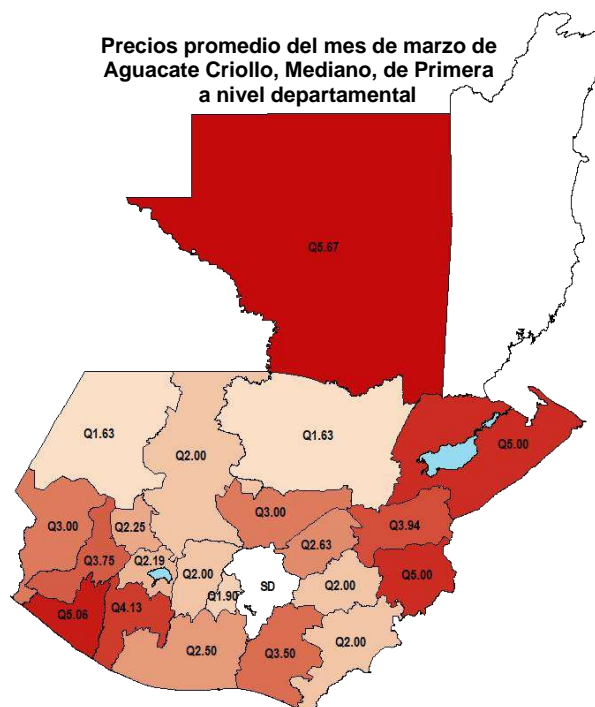 Precios promedio del mes de marzo de
Aguacate Criollo, Mediano, de Primera
a nivel departamental
Q5.67
Q1.63
Q1.63
Q2.00
Q5.00
Q3.00
Q3.00
Q2.25
Q3.94
Q2.63
Q3.75
Q2.19
Q2.00
Q5.00
Q2.00
SD
Q1.90
Q5.06
Q4.13
Q2.00
Q2.50
Q3.50